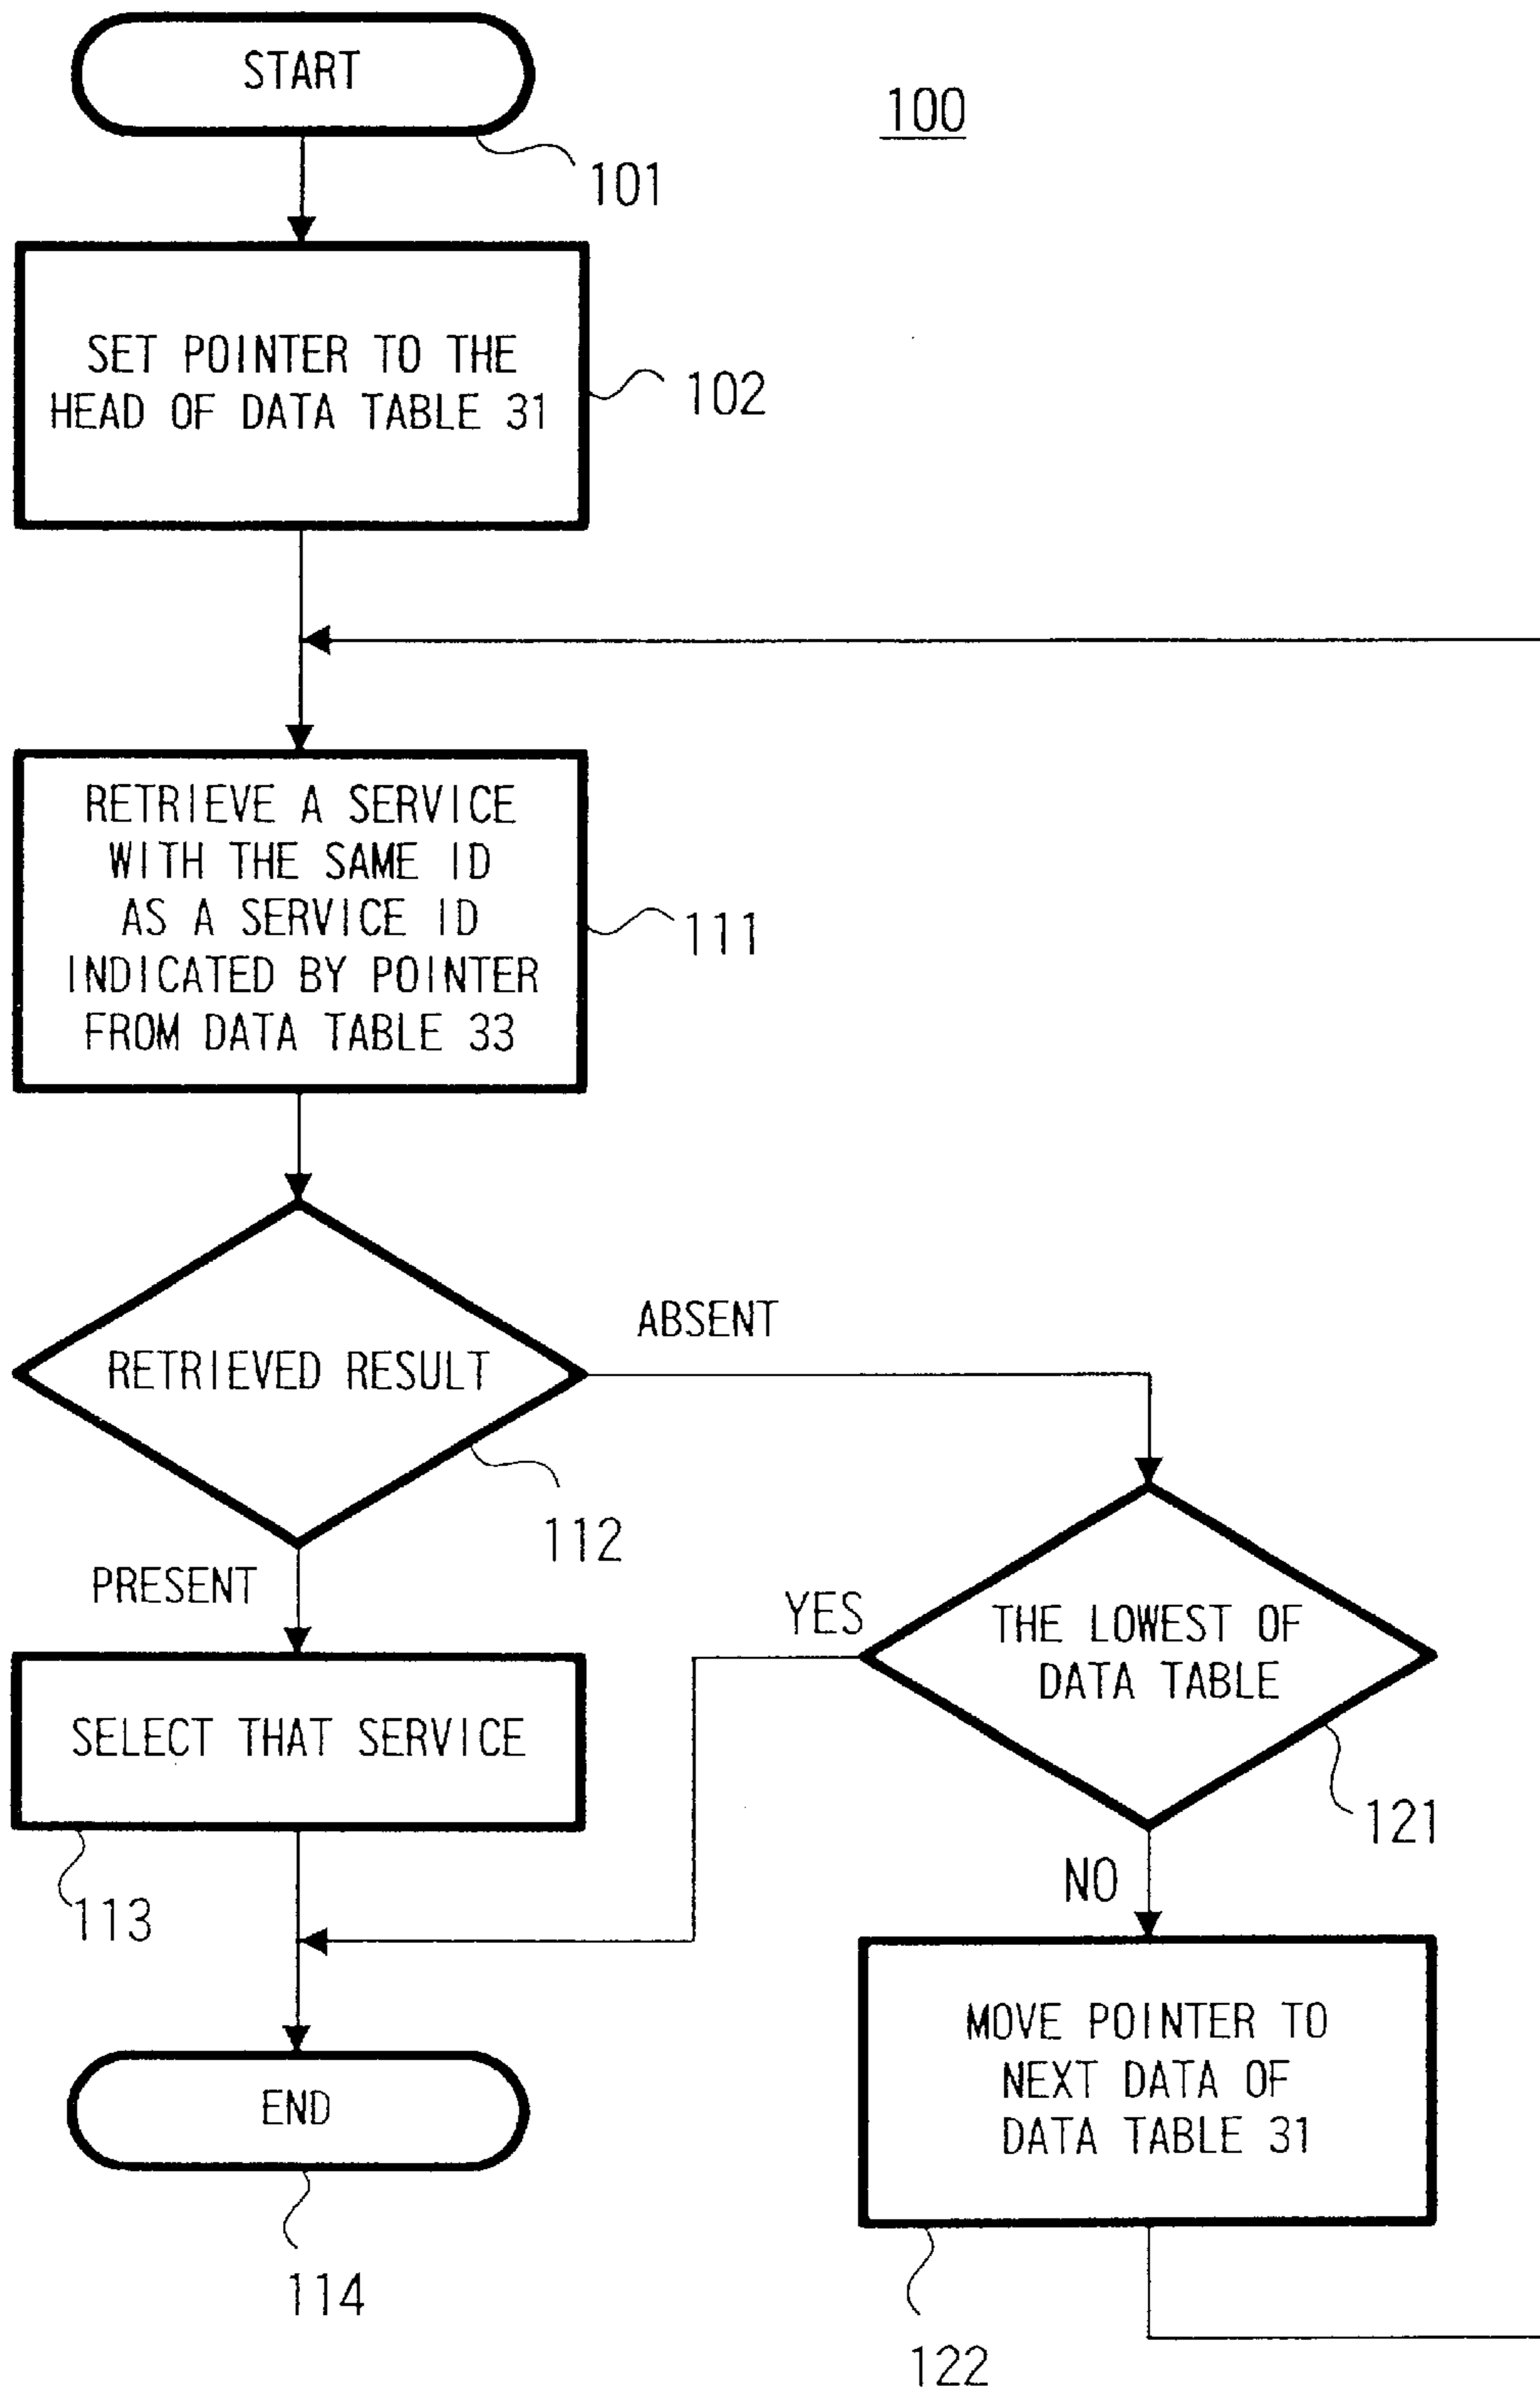 START
100
101
SET POINTER TO THE
HEAD OF DATA TABLE 31
102
RETRIEVE A SERVICE
WITH THE SAME ID
AS A SERVICE ID
INDICATED BY POINTER
FROM DATA TABLE 33
111
ABSENT
RETRIEVED RESULT
112
PRESENT
YES
THE LOWEST OF
DATA TABLE
SELECT THAT SERVICE
121
NO
113
MOVE POINTER TO
NEXT DATA OF
DATA TABLE 31
END
114
122